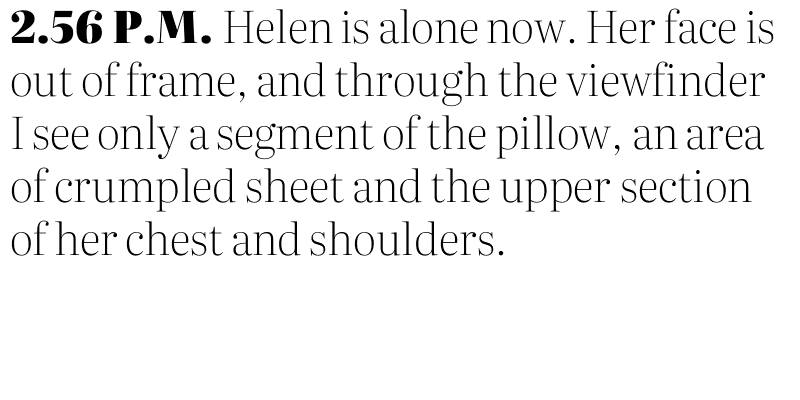 2.56 P.M. Helen is alone now. Her face is
out of frame, and through the viewfinder
I see only a segment of the pillow, an area
of crumpled sheet and the upper section
of her chest and shoulders.